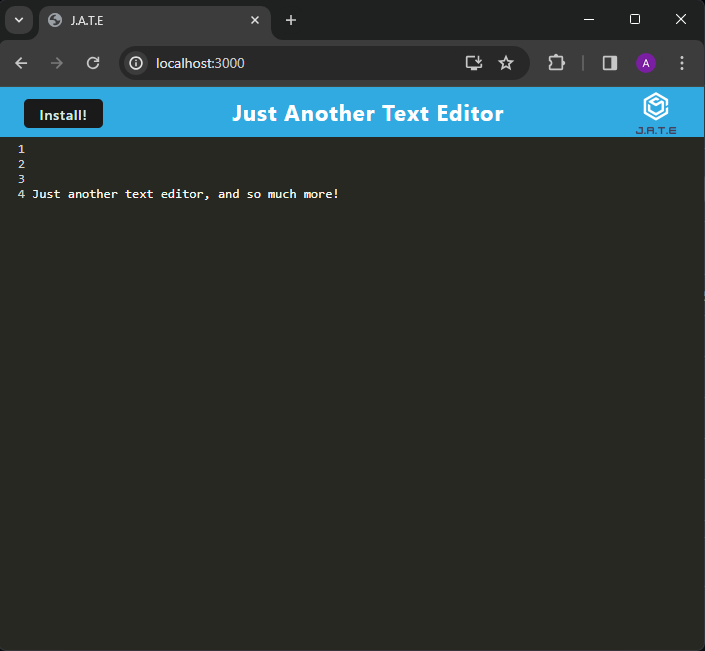 J.A.T.E
localhost:3000
A
Install!
Just Another Text Editor
J.A.T.E
1
2
3
4 Just another text editor, and so much more!